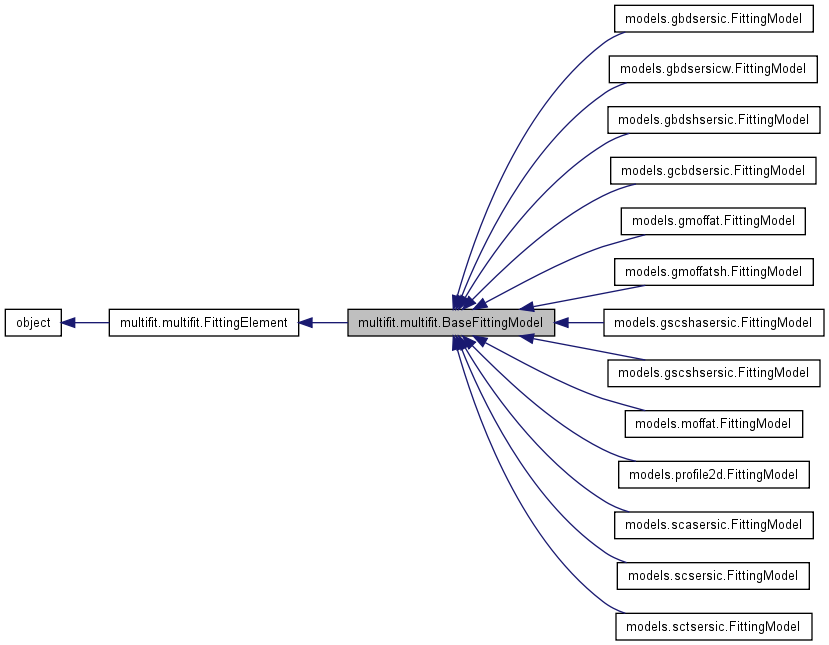 models.gbdsersic.FittingModel
models.gbdsersicw.FittingModel
models.gbdshsersic.FittingModel
models.gcbdsersic.FittingModel
models.gmoffat.FittingModel
models.gmoffatsh.FittingModel
object
multifit.multifit.FittingElement
multifit.multifit.BaseFittingModel
models.gscshasersic.FittingModel
models.gscshsersic.FittingModel
models.moffat.FittingModel
models.profile2d.FittingModel
models.scasersic.FittingModel
models.scsersic.FittingModel
models.sctsersic.FittingModel